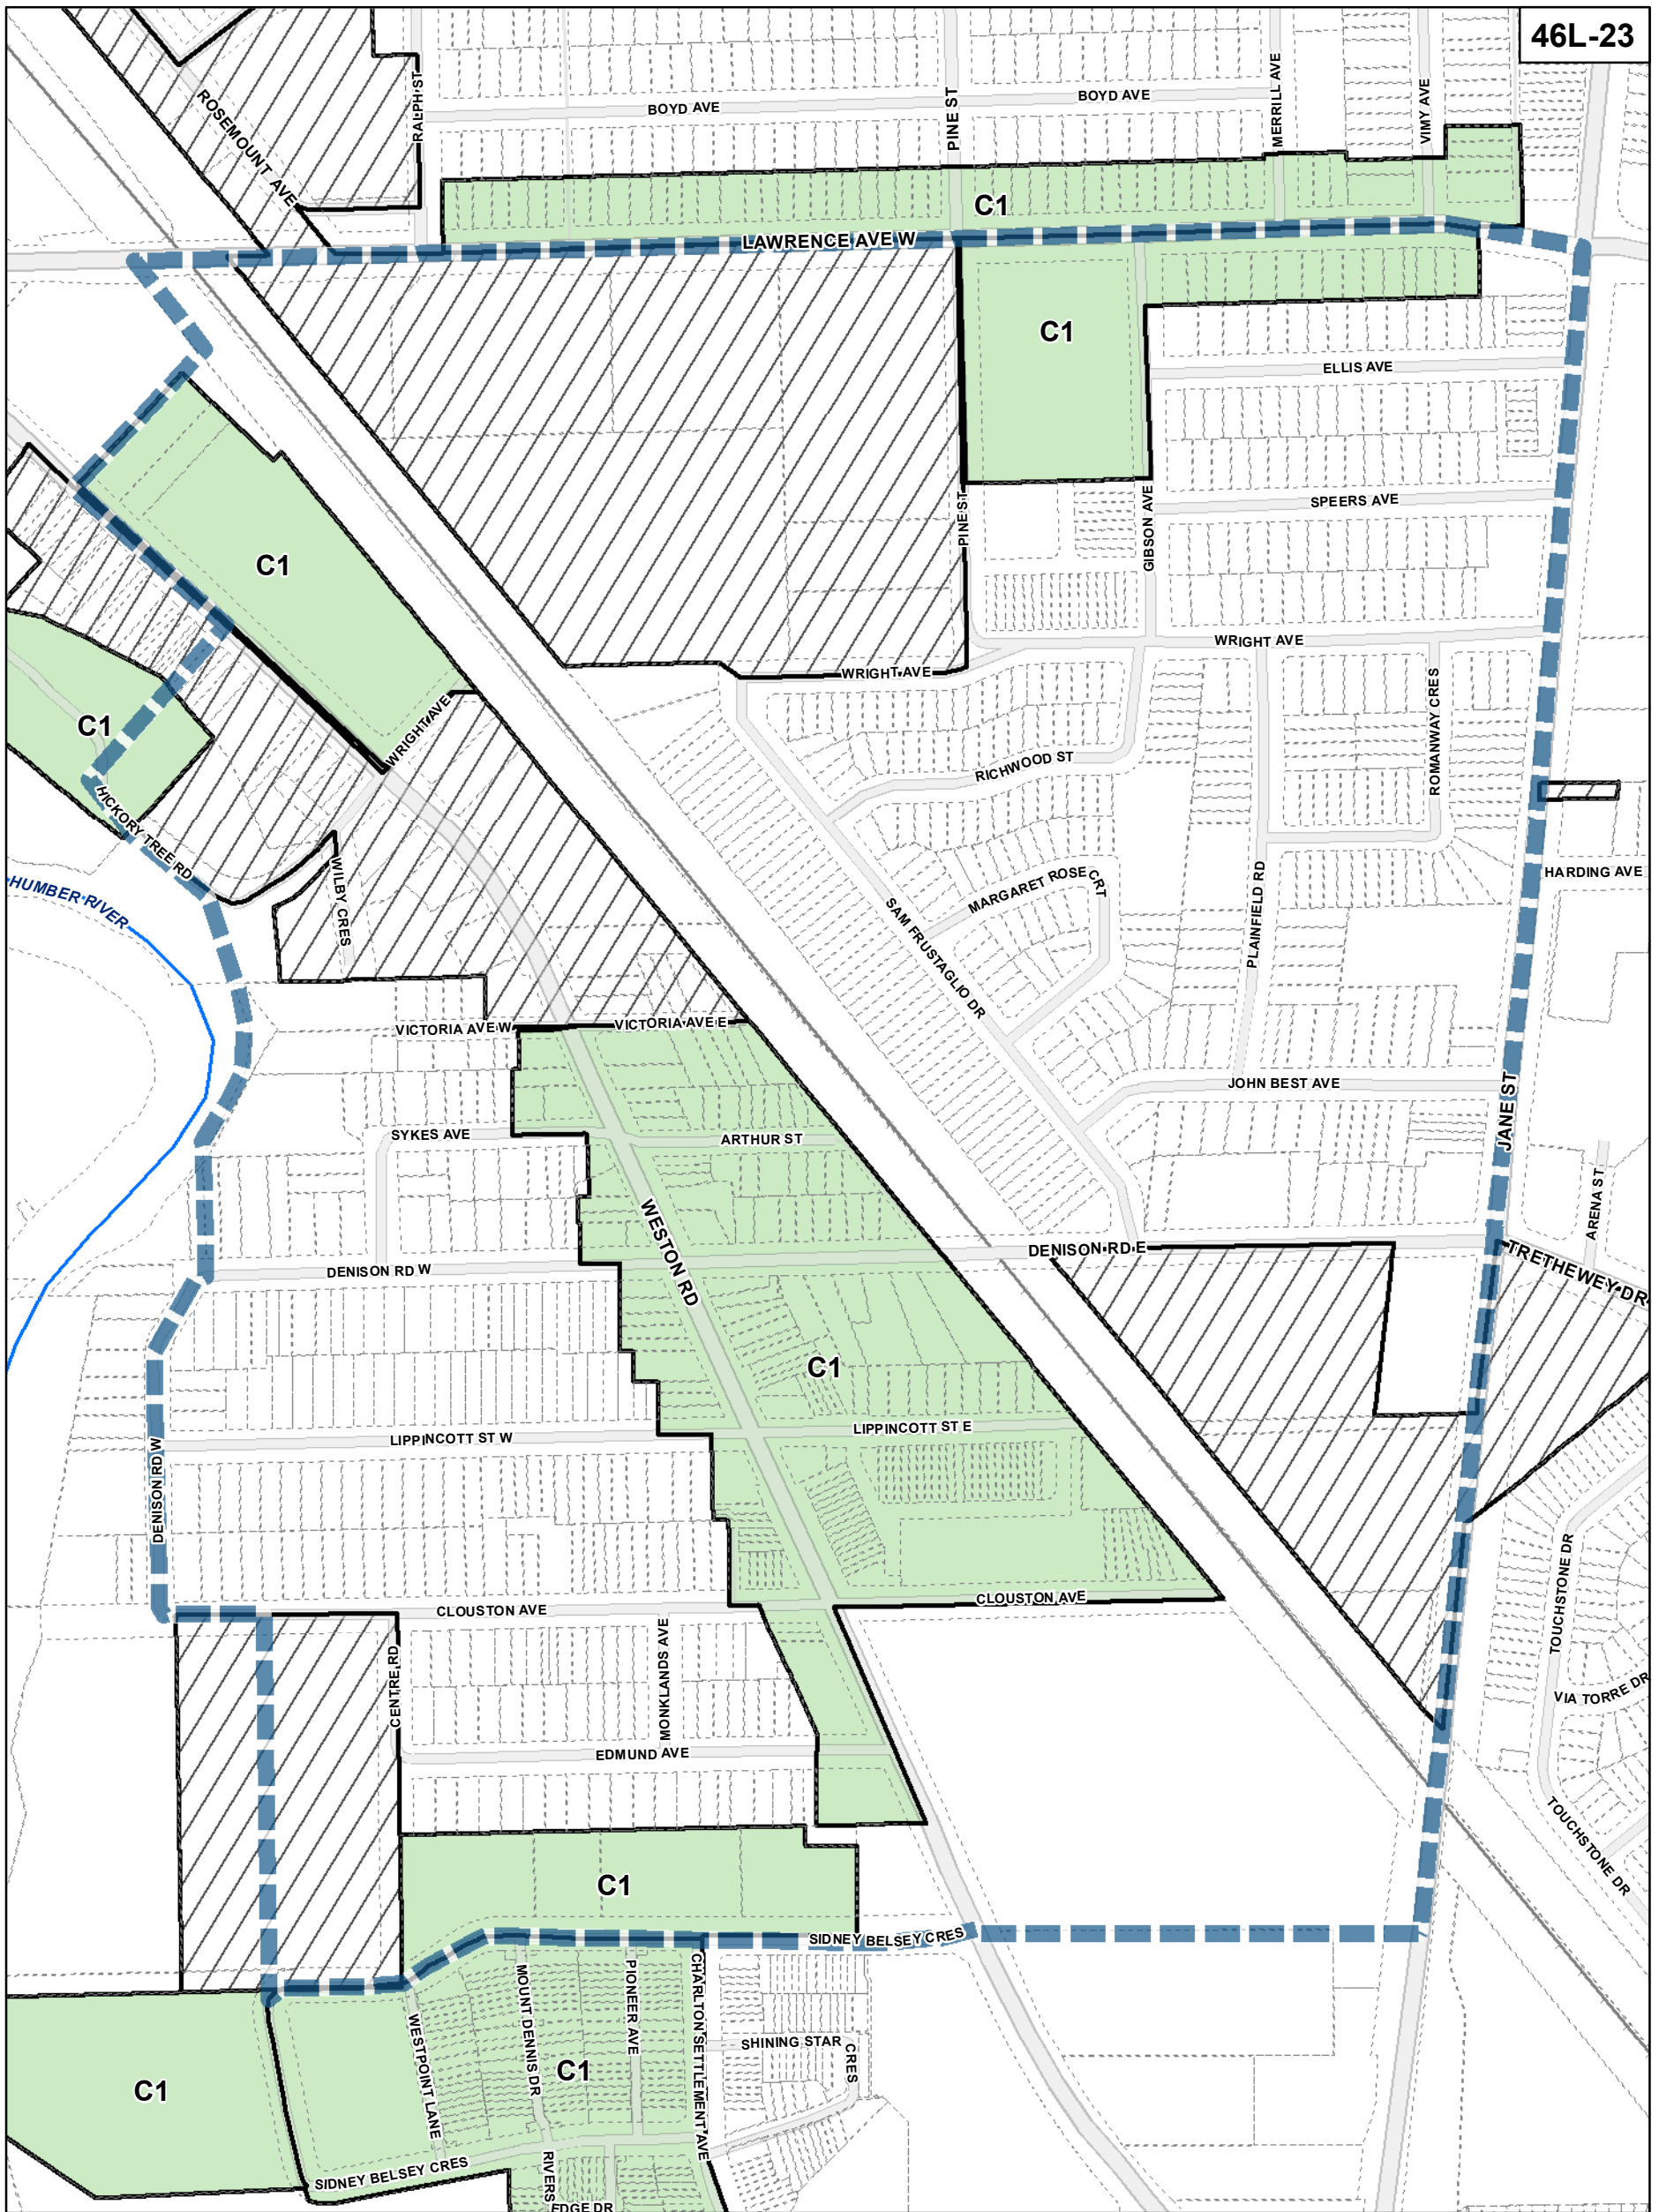 46L-23
RALPH ST
BOYD AVE
PINE ST
BOYD AVE
MERRILL AVE
VIMY AVE
ROSEMOUNT AVE
C1
LAWRENCE AVE W
C1
ELLIS AVE
SPEERS AVE
PINE ST
GIBSON AVE
C1
WRIGHT AVE
WRIGHT AVE
C1
WRIGHT AVE
ROMANWAY CRES
RICHWOOD ST
HICKORY TREE RD
HUMBER RIVER
WILBY CRES
MARGARET ROSE CRT
PLAINFIELD RD
HARDING AVE
SAM FRUSTAGLIO DR
VICTORIA AVE W
VICTORIA AVE E
JOHN BEST AVE
JANE ST
SYKES AVE
ARTHUR ST
ARENA ST
WESTON RD
DENISON RD E
DENISON RD W
TRETHEWEY DR
C1
LIPPINCOTT ST W
LIPPINCOTT ST E
DENISON RD W
TOUCHSTONE DR
CLOUSTON AVE
CLOUSTON AVE
CENTRE RD
MONKLANDS AVE
VIA TORRE DR
EDMUND AVE
TOUCHSTONE DR
C1
SIDNEY BELSEY CRES
WESTPOINT LANE
MOUNT DENNIS DR
PIONEER AVE
CHARLTON SETTLEMENT AVE
SHINING STAR CRES
C1
C1
SIDNEY BELSEY CRES
RIVERS
EDGE DR